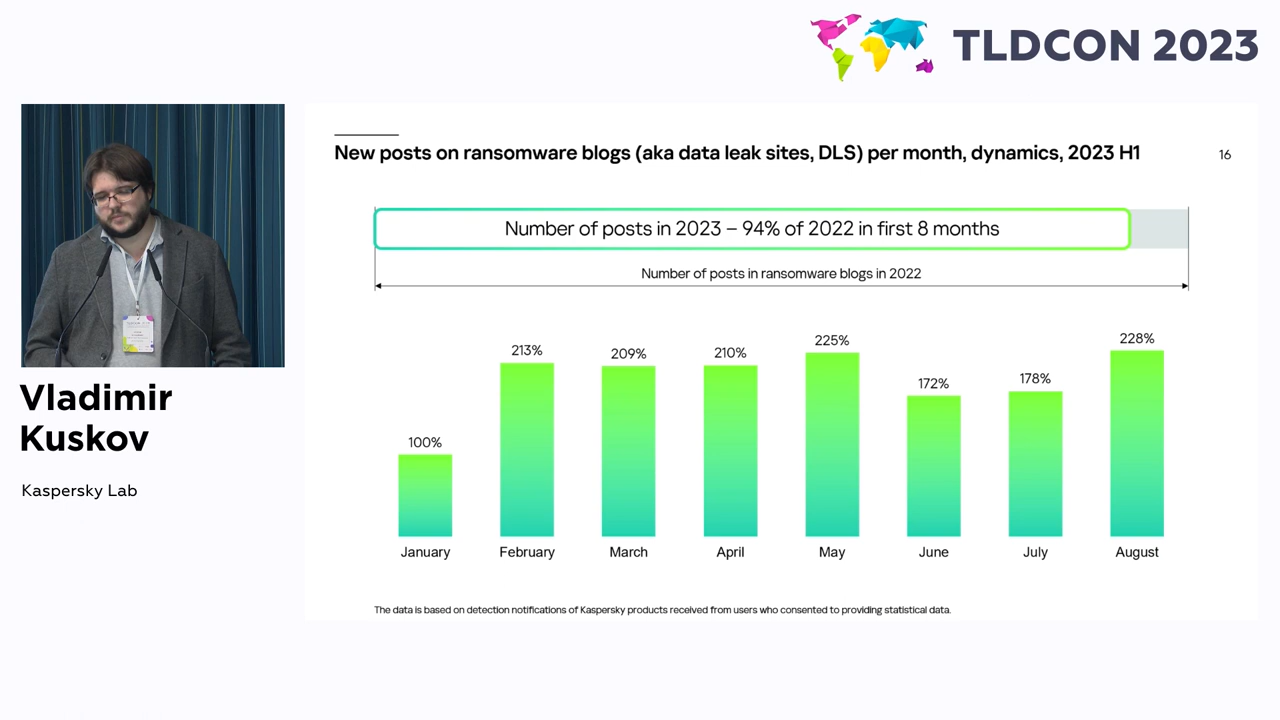 TLDCON 2023
New posts on ransomware blogs (aka data leak sites, DLS) per month, dynamics, 2023 H1
16
Number of posts in 2023 – 94% of 2022 in first 8 months
Number of posts in ransomware blogs in 2022
100%
213%
209%
210%
225%
172%
178%
228%
January
February
March
April
May
June
July
August
The data is based on detection notifications of Kaspersky products received from users who consented to providing statistical data.
Vladimir
Kuskov
Kaspersky Lab